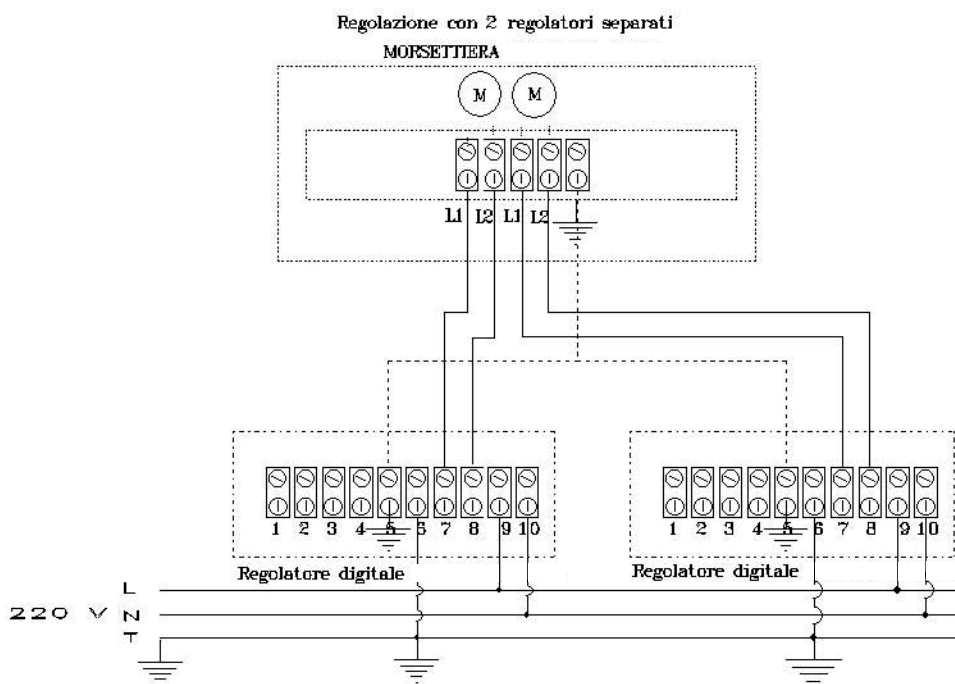 Regolazione con 2 regolatori separati
MORSETTIERA
M M
L1 L2 L1 L2
1 2 3 4 5 6 7 8 9 10
1 2 3 4 5 6 7 8 9 10
Regolatore digitale
Regolatore digitale
L
220 V N
T